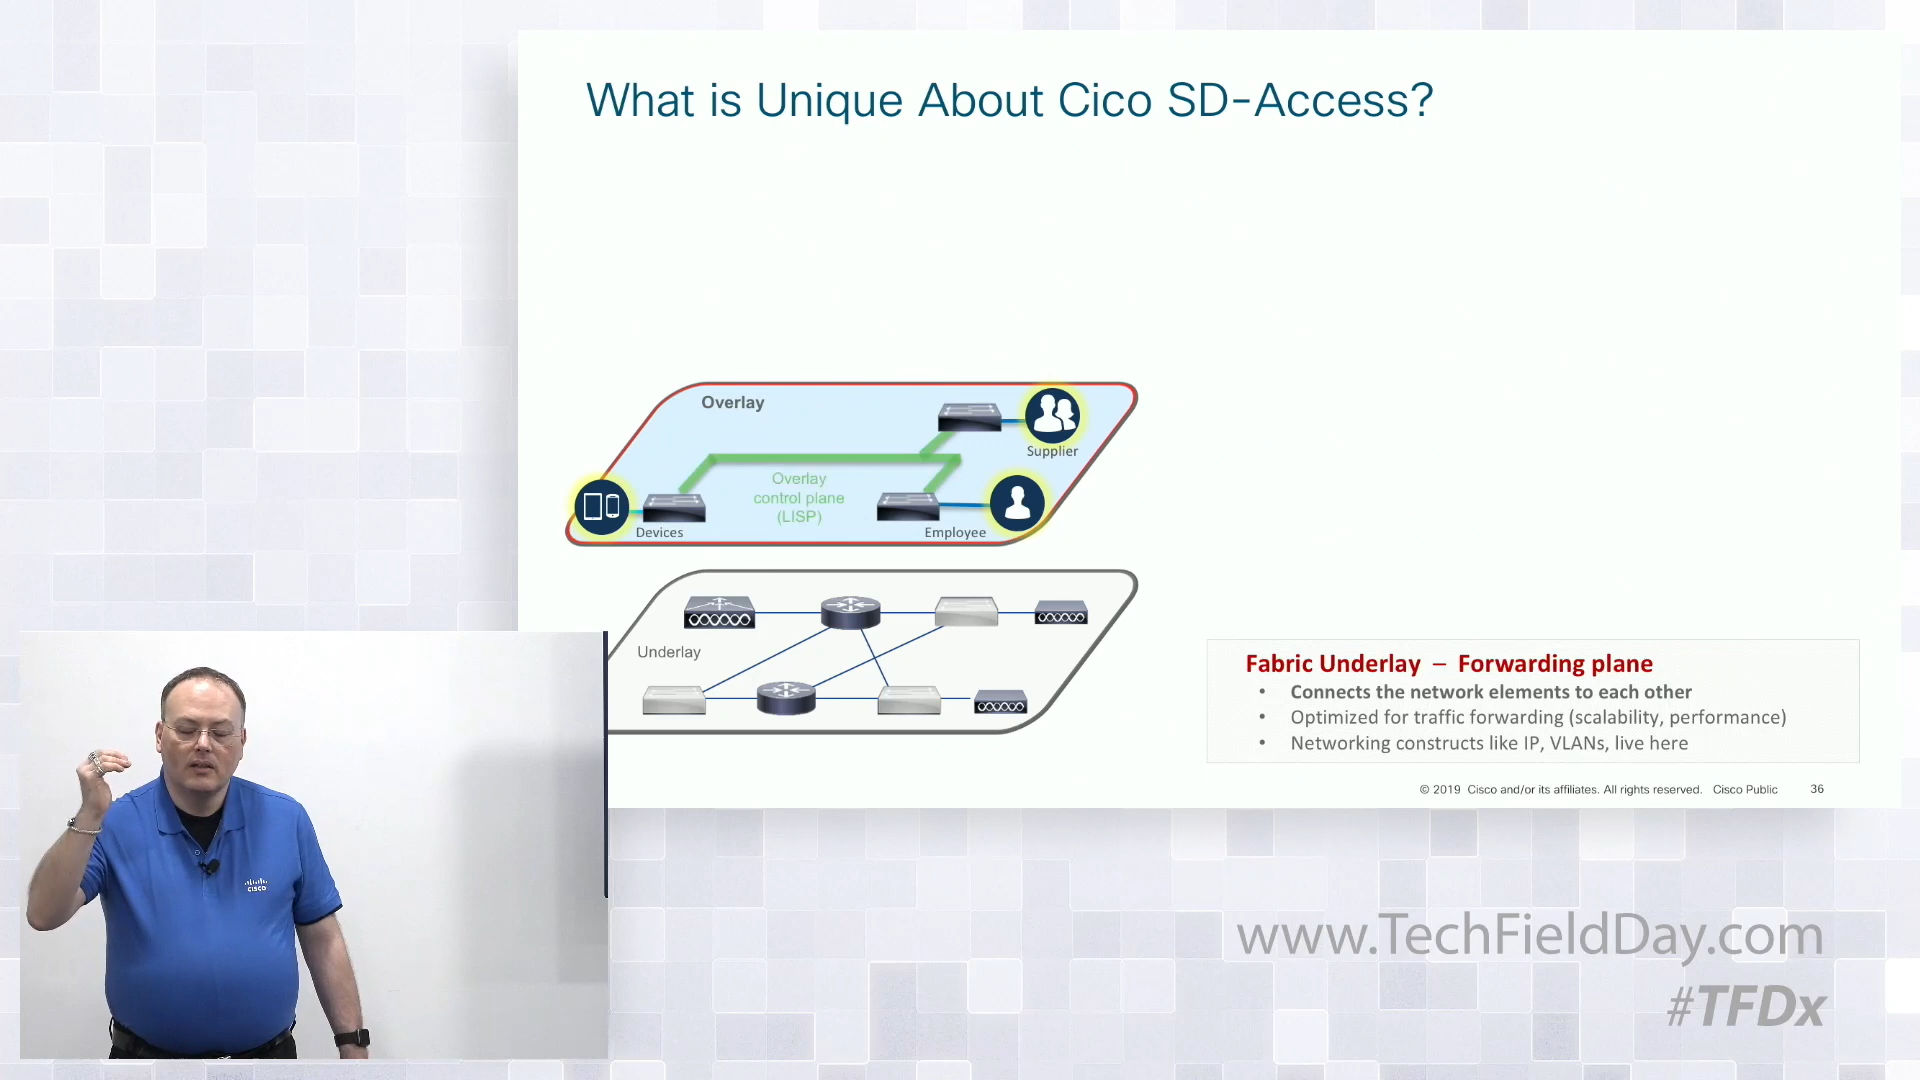 What is Unique About Cico SD-Access?
Overlay
Supplier
Overlay
control plane
(LISP)
Devices
Employee
Underlay
Fabric Underlay – Forwarding plane
• Connects the network elements to each other
• Optimized for traffic forwarding (scalability, performance)
• Networking constructs like IP, VLANs, live here
© 2019 Cisco and/or its affiliates. All rights reserved. Cisco Public 36
CISCO
www.TechFieldDay.com
#TFDx